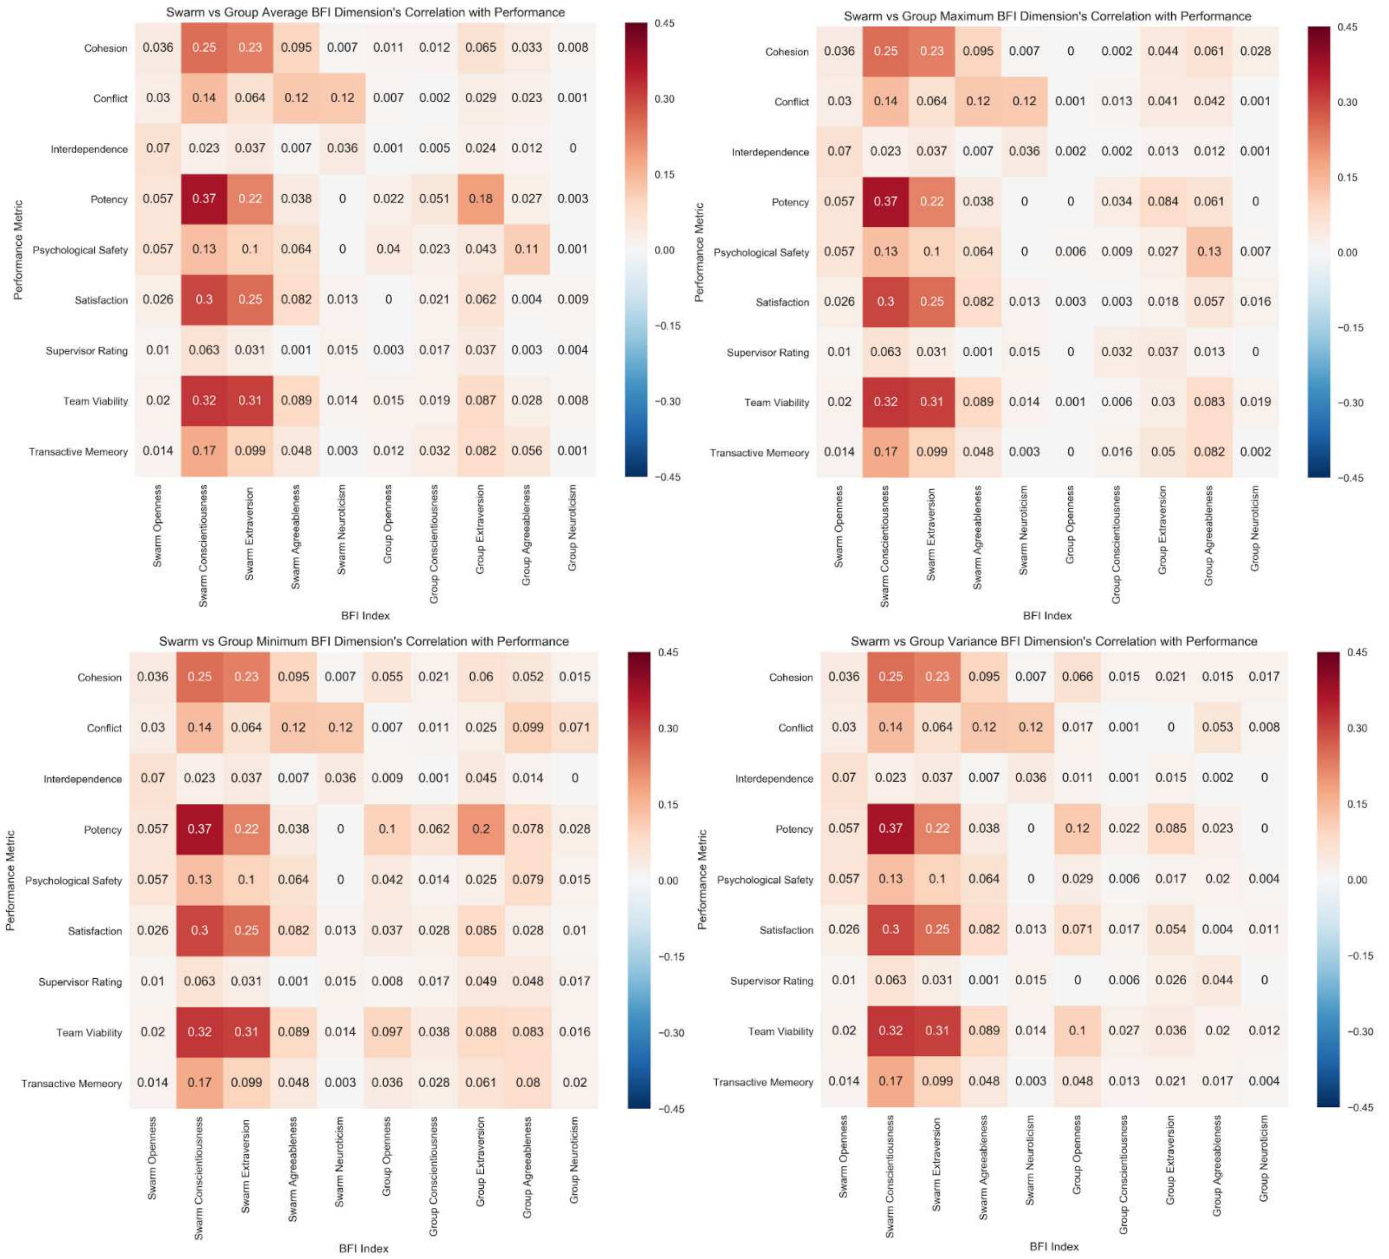 Swarm vs Group Average BFI Dimension's Correlation with Performance
Performance Metric
Cohesion 0.036 0.25 0.23 0.095 0.007 0.011 0.012 0.065 0.033 0.008
Conflict 0.03 0.14 0.064 0.12 0.12 0.007 0.002 0.029 0.023 0.001
Interdependence 0.07 0.023 0.037 0.007 0.036 0.001 0.005 0.024 0.012 0
Potency 0.057 0.37 0.22 0.038 0 0.022 0.051 0.18 0.027 0.003
Psychological Safety 0.057 0.13 0.1 0.064 0 0.04 0.023 0.043 0.11 0.001
Satisfaction 0.026 0.3 0.25 0.082 0.013 0 0.021 0.062 0.004 0.009
Supervisor Rating 0.01 0.063 0.031 0.001 0.015 0.003 0.017 0.037 0.003 0.004
Team Viability 0.02 0.32 0.31 0.089 0.014 0.015 0.019 0.087 0.028 0.008
Transactive Memeory 0.014 0.17 0.099 0.048 0.003 0.012 0.032 0.082 0.056 0.001
Swarm Openness
Swarm Conscientiousness
Swarm Extraversion
Swarm Agreeableness
Swarm Neuroticism
Group Openness
Group Conscientiousness
Group Extraversion
Group Agreeableness
Group Neuroticism
BFI Index
0.45
0.30
0.15
0.00
−0.15
−0.30
−0.45
Swarm vs Group Maximum BFI Dimension's Correlation with Performance
Performance Metric
Cohesion 0.036 0.25 0.23 0.095 0.007 0 0.002 0.044 0.061 0.028
Conflict 0.03 0.14 0.064 0.12 0.12 0.001 0.013 0.041 0.042 0.001
Interdependence 0.07 0.023 0.037 0.007 0.036 0.002 0.002 0.013 0.012 0.001
Potency 0.057 0.37 0.22 0.038 0 0 0.034 0.084 0.061 0
Psychological Safety 0.057 0.13 0.1 0.064 0 0.006 0.009 0.027 0.13 0.007
Satisfaction 0.026 0.3 0.25 0.082 0.013 0.003 0.003 0.018 0.057 0.016
Supervisor Rating 0.01 0.063 0.031 0.001 0.015 0 0.032 0.037 0.013 0
Team Viability 0.02 0.32 0.31 0.089 0.014 0.001 0.006 0.03 0.083 0.019
Transactive Memeory 0.014 0.17 0.099 0.048 0.003 0 0.016 0.05 0.082 0.002
Swarm Openness
Swarm Conscientiousness
Swarm Extraversion
Swarm Agreeableness
Swarm Neuroticism
Group Openness
Group Conscientiousness
Group Extraversion
Group Agreeableness
Group Neuroticism
BFI Index
0.45
0.30
0.15
0.00
−0.15
−0.30
−0.45
Swarm vs Group Minimum BFI Dimension's Correlation with Performance
Performance Metric
Cohesion 0.036 0.25 0.23 0.095 0.007 0.055 0.021 0.06 0.052 0.015
Conflict 0.03 0.14 0.064 0.12 0.12 0.007 0.011 0.025 0.099 0.071
Interdependence 0.07 0.023 0.037 0.007 0.036 0.009 0.001 0.045 0.014 0
Potency 0.057 0.37 0.22 0.038 0 0.1 0.062 0.2 0.078 0.028
Psychological Safety 0.057 0.13 0.1 0.064 0 0.042 0.014 0.025 0.079 0.015
Satisfaction 0.026 0.3 0.25 0.082 0.013 0.037 0.028 0.085 0.028 0.01
Supervisor Rating 0.01 0.063 0.031 0.001 0.015 0.008 0.017 0.049 0.048 0.017
Team Viability 0.02 0.32 0.31 0.089 0.014 0.097 0.038 0.088 0.083 0.016
Transactive Memeory 0.014 0.17 0.099 0.048 0.003 0.036 0.028 0.061 0.08 0.02
Swarm Openness
Swarm Conscientiousness
Swarm Extraversion
Swarm Agreeableness
Swarm Neuroticism
Group Openness
Group Conscientiousness
Group Extraversion
Group Agreeableness
Group Neuroticism
BFI Index
0.45
0.30
0.15
0.00
−0.15
−0.30
−0.45
Swarm vs Group Variance BFI Dimension's Correlation with Performance
Performance Metric
Cohesion 0.036 0.25 0.23 0.095 0.007 0.066 0.015 0.021 0.015 0.017
Conflict 0.03 0.14 0.064 0.12 0.12 0.017 0.001 0 0.053 0.008
Interdependence 0.07 0.023 0.037 0.007 0.036 0.011 0.001 0.015 0.002 0
Potency 0.057 0.37 0.22 0.038 0 0.12 0.022 0.085 0.023 0
Psychological Safety 0.057 0.13 0.1 0.064 0 0.029 0.006 0.017 0.02 0.004
Satisfaction 0.026 0.3 0.25 0.082 0.013 0.071 0.017 0.054 0.004 0.011
Supervisor Rating 0.01 0.063 0.031 0.001 0.015 0 0.006 0.026 0.044 0
Team Viability 0.02 0.32 0.31 0.089 0.014 0.1 0.027 0.036 0.02 0.012
Transactive Memeory 0.014 0.17 0.099 0.048 0.003 0.048 0.013 0.021 0.017 0.004
Swarm Openness
Swarm Conscientiousness
Swarm Extraversion
Swarm Agreeableness
Swarm Neuroticism
Group Openness
Group Conscientiousness
Group Extraversion
Group Agreeableness
Group Neuroticism
BFI Index
0.45
0.30
0.15
0.00
−0.15
−0.30
−0.45